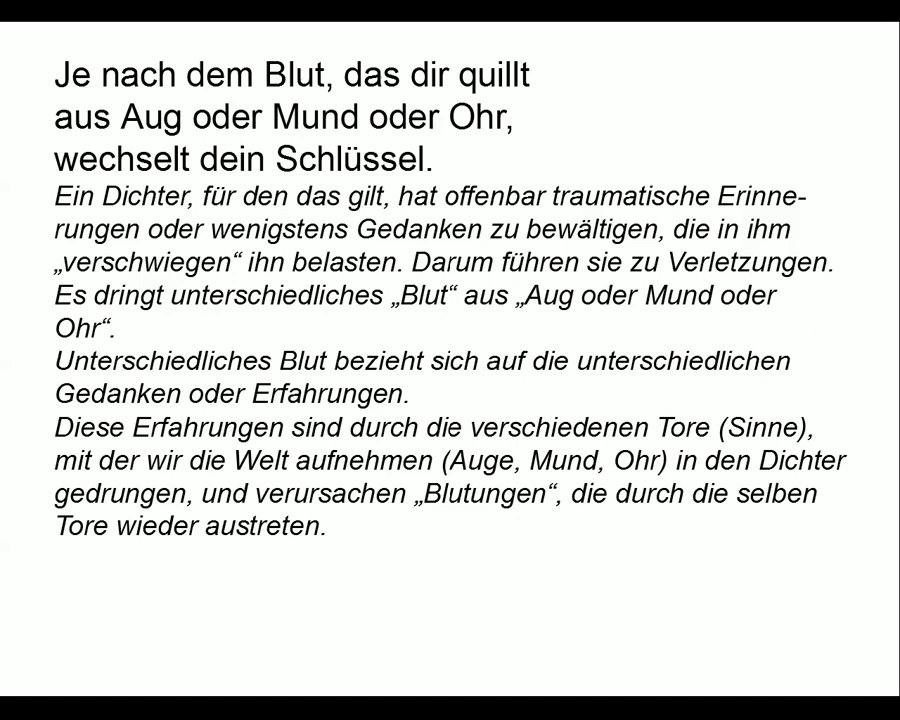 Je nach dem Blut, das dir quillt
aus Aug oder Mund oder Ohr,
wechselt dein Schlüssel.
Ein Dichter, für den das gilt, hat offenbar traumatische Erinne-
rungen oder wenigstens Gedanken zu bewältigen, die in ihm
„verschwiegen“ ihn belasten. Darum führen sie zu Verletzungen.
Es dringt unterschiedliches „Blut“ aus „Aug oder Mund oder
Ohr“.
Unterschiedliches Blut bezieht sich auf die unterschiedlichen
Gedanken oder Erfahrungen.
Diese Erfahrungen sind durch die verschiedenen Tore (Sinne),
mit der wir die Welt aufnehmen (Auge, Mund, Ohr) in den Dichter
gedrungen, und verursachen „Blutungen“, die durch die selben
Tore wieder austreten.